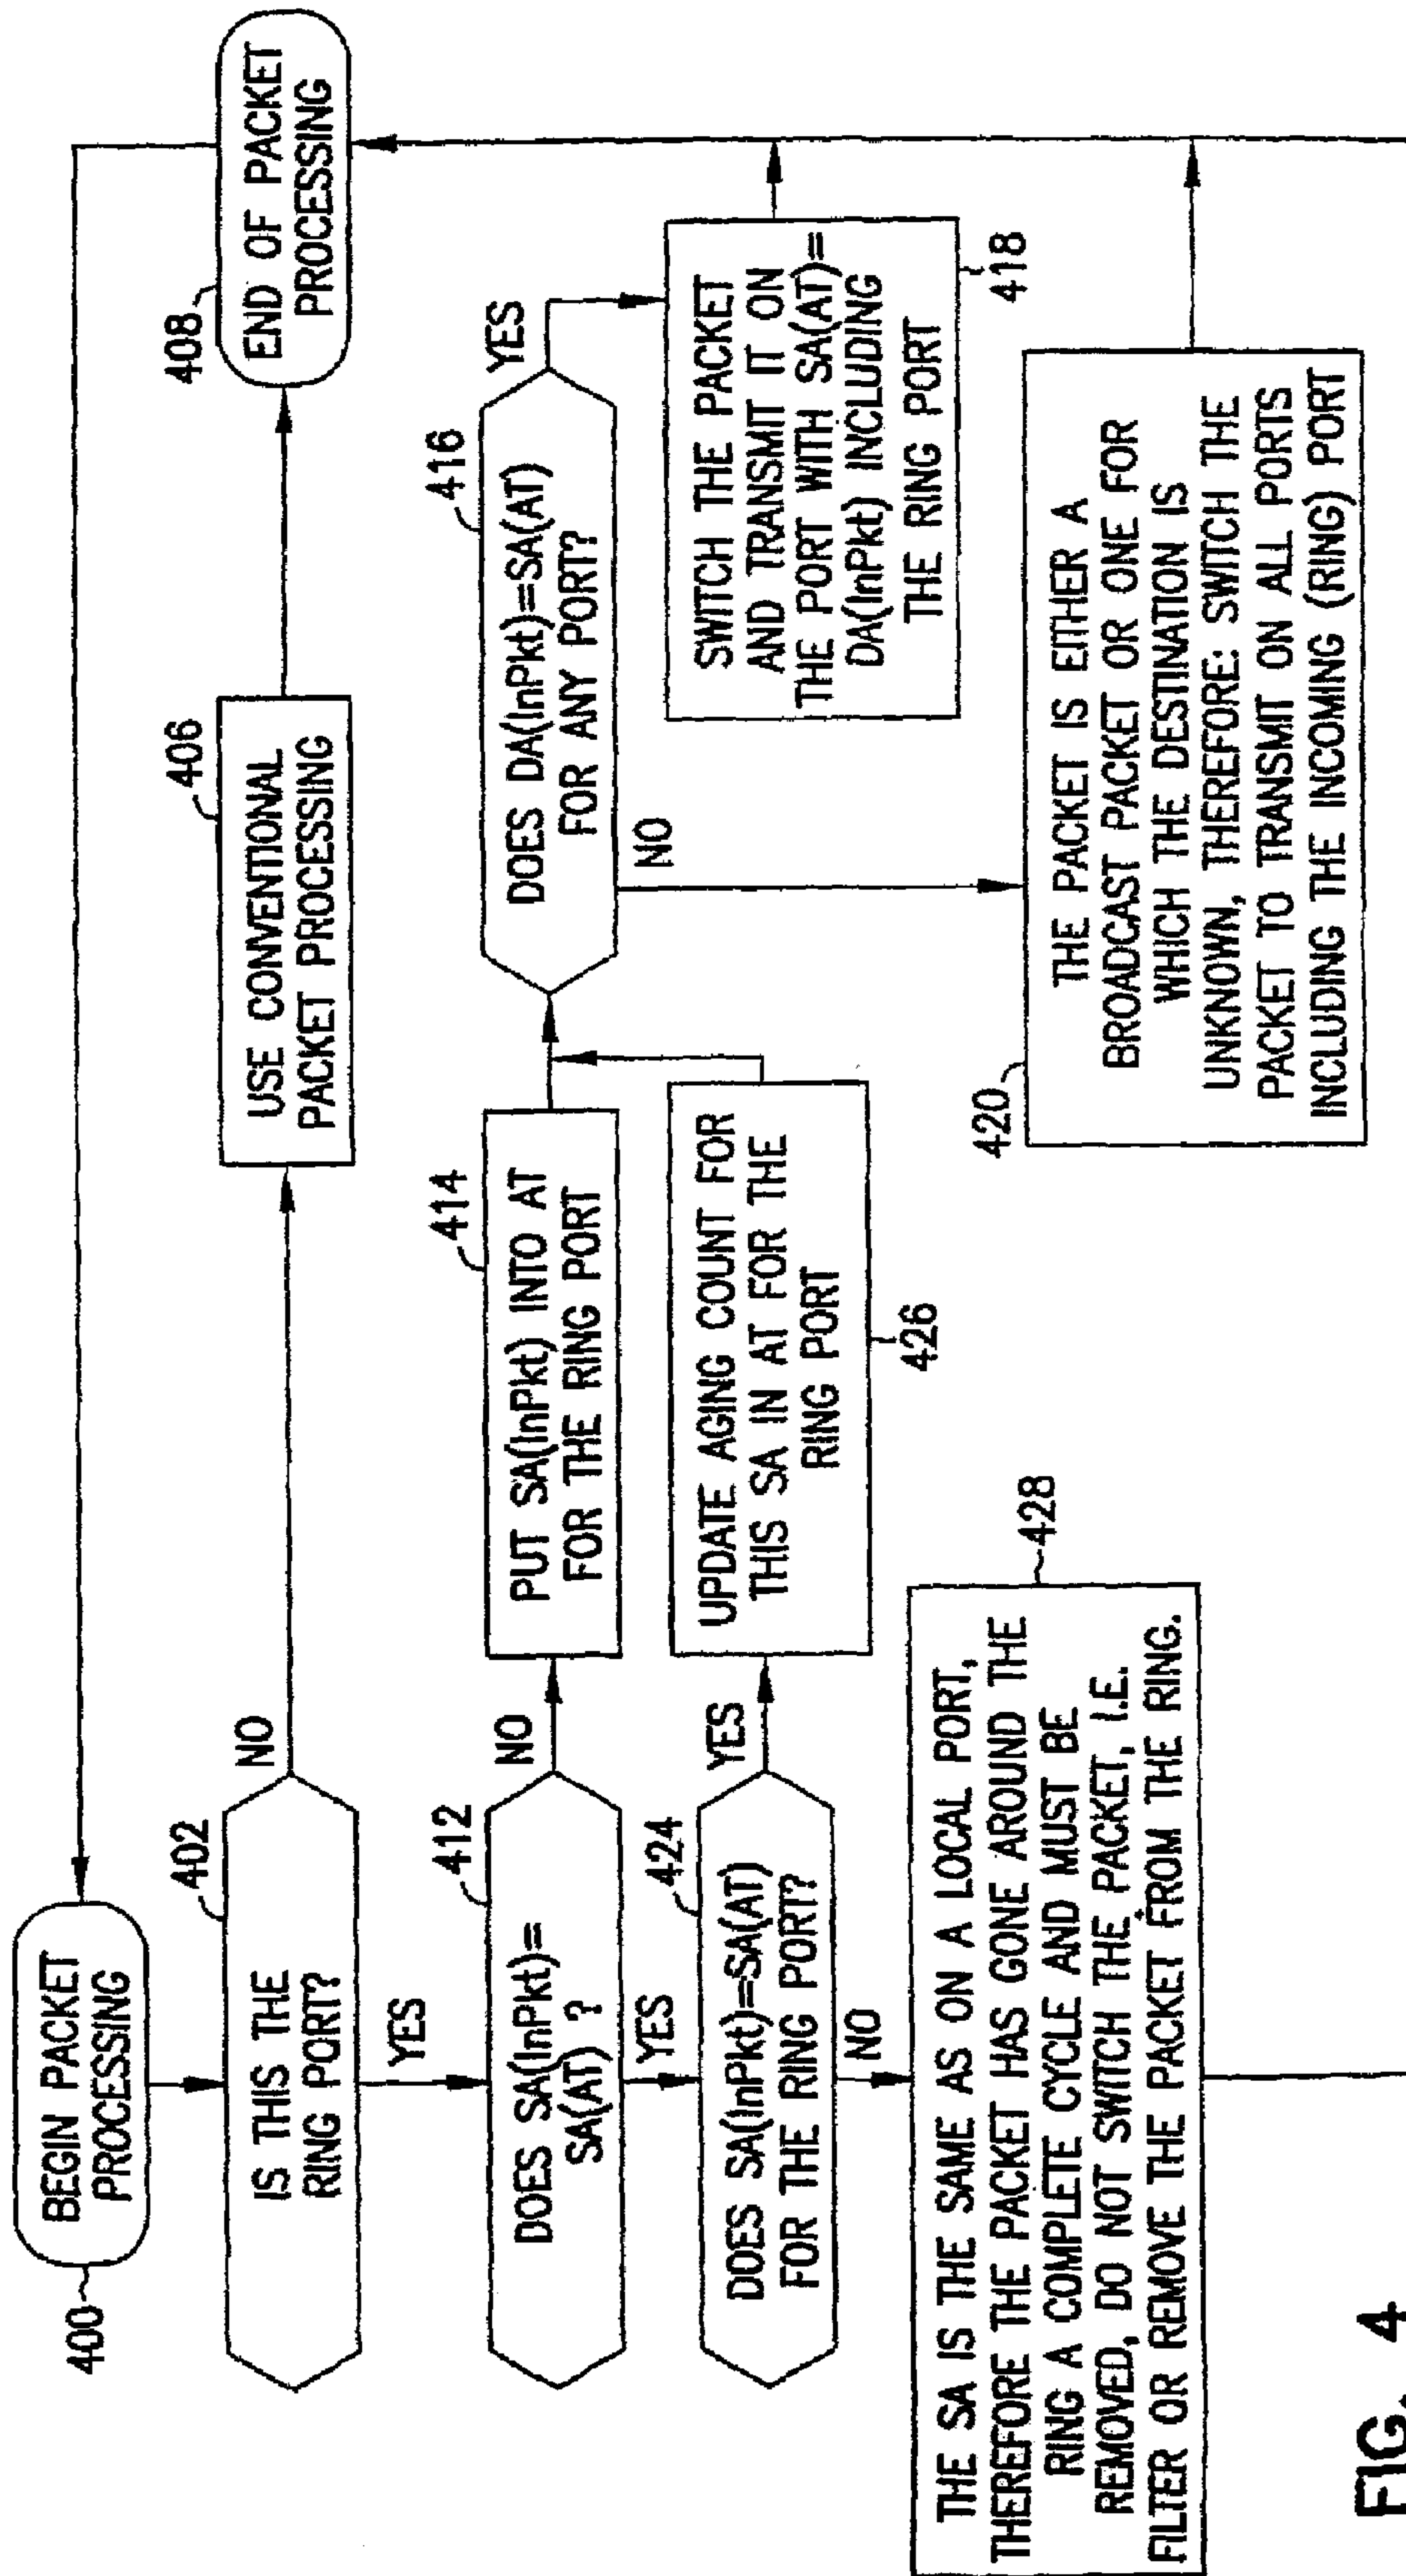 400
BEGIN PACKET
PROCESSING
402
IS THIS THE
RING PORT?
NO
YES
406
USE CONVENTIONAL
PACKET PROCESSING
408
END OF PACKET
PROCESSING
412
DOES SA(InPkt)=
SA(AT) ?
NO
YES
414
PUT SA(InPkt) INTO AT
FOR THE RING PORT
416
DOES DA(InPkt)=SA(AT)
FOR ANY PORT?
YES
NO
SWITCH THE PACKET
AND TRANSMIT IT ON
THE PORT WITH SA(AT)=
DA(InPkt) INCLUDING
THE RING PORT
418
424
DOES SA(InPkt)=SA(AT)
FOR THE RING PORT?
YES
NO
UPDATE AGING COUNT FOR
THIS SA IN AT FOR THE
RING PORT
426
428
THE SA IS THE SAME AS ON A LOCAL PORT,
THEREFORE THE PACKET HAS GONE AROUND THE
RING A COMPLETE CYCLE AND MUST BE
REMOVED, DO NOT SWITCH THE PACKET, I.E.
FILTER OR REMOVE THE PACKET FROM THE RING.
420
THE PACKET IS EITHER A
BROADCAST PACKET OR ONE FOR
WHICH THE DESTINATION IS
UNKNOWN, THEREFORE: SWITCH THE
PACKET TO TRANSMIT ON ALL PORTS
INCLUDING THE INCOMING (RING) PORT
FIG. 4